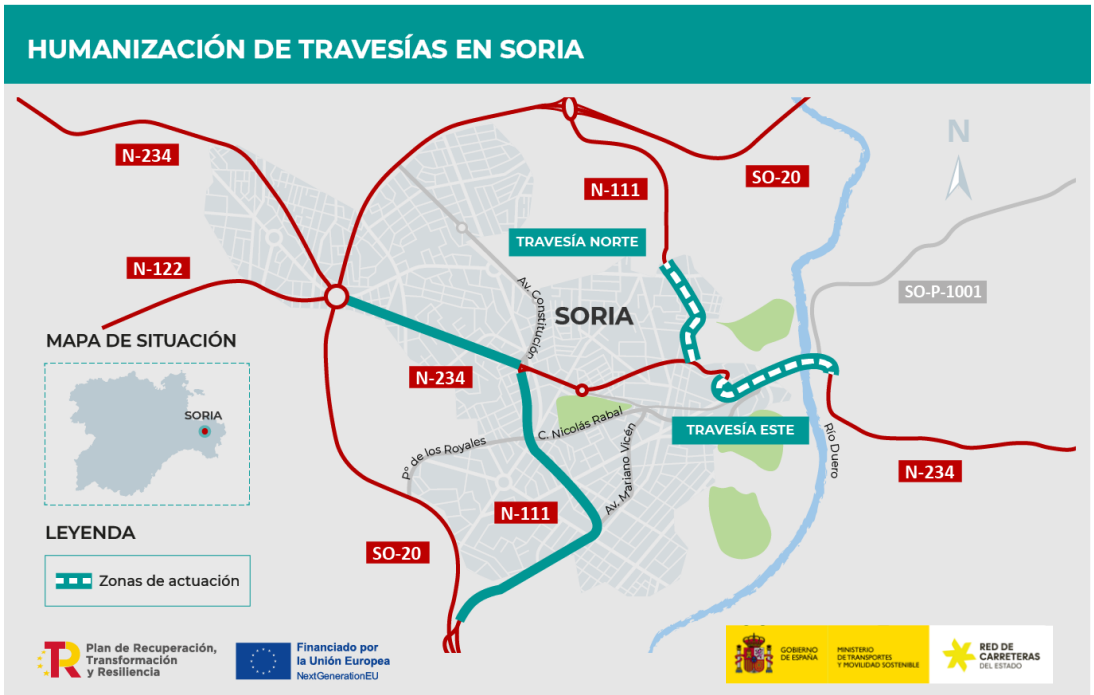 HUMANIZACIÓN DE TRAVESÍAS EN SORIA
N-234
N-111
SO-20
N
TRAVESÍA NORTE
N-122
Av. Constitución
SORIA
SO-P-1001
MAPA DE SITUACIÓN
SORIA
N-234
C. Nicolás Rabal
TRAVESÍA ESTE
Pº de los Royales
Av. Mariano Vicén
Río Duero
N-234
N-111
LEYENDA
SO-20
Zonas de actuación
Plan de Recuperación,
Transformación
y Resiliencia
Financiado por
la Unión Europea
NextGenerationEU
GOBIERNO
DE ESPAÑA
MINISTERIO
DE TRANSPORTES
Y MOVILIDAD SOSTENIBLE
RED DE
CARRETERAS
DEL ESTADO